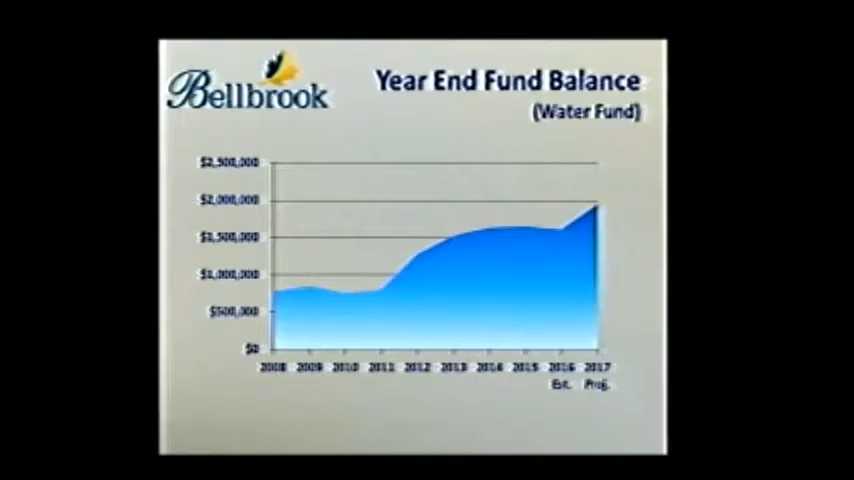 Bellbrook
Year End Fund Balance
(Water Fund)
$2,500,000
$2,000,000
$1,500,000
$1,000,000
$500,000
$0
2008 2009 2010 2011 2012 2013 2014 2015 2016 2017
Est. Proj.